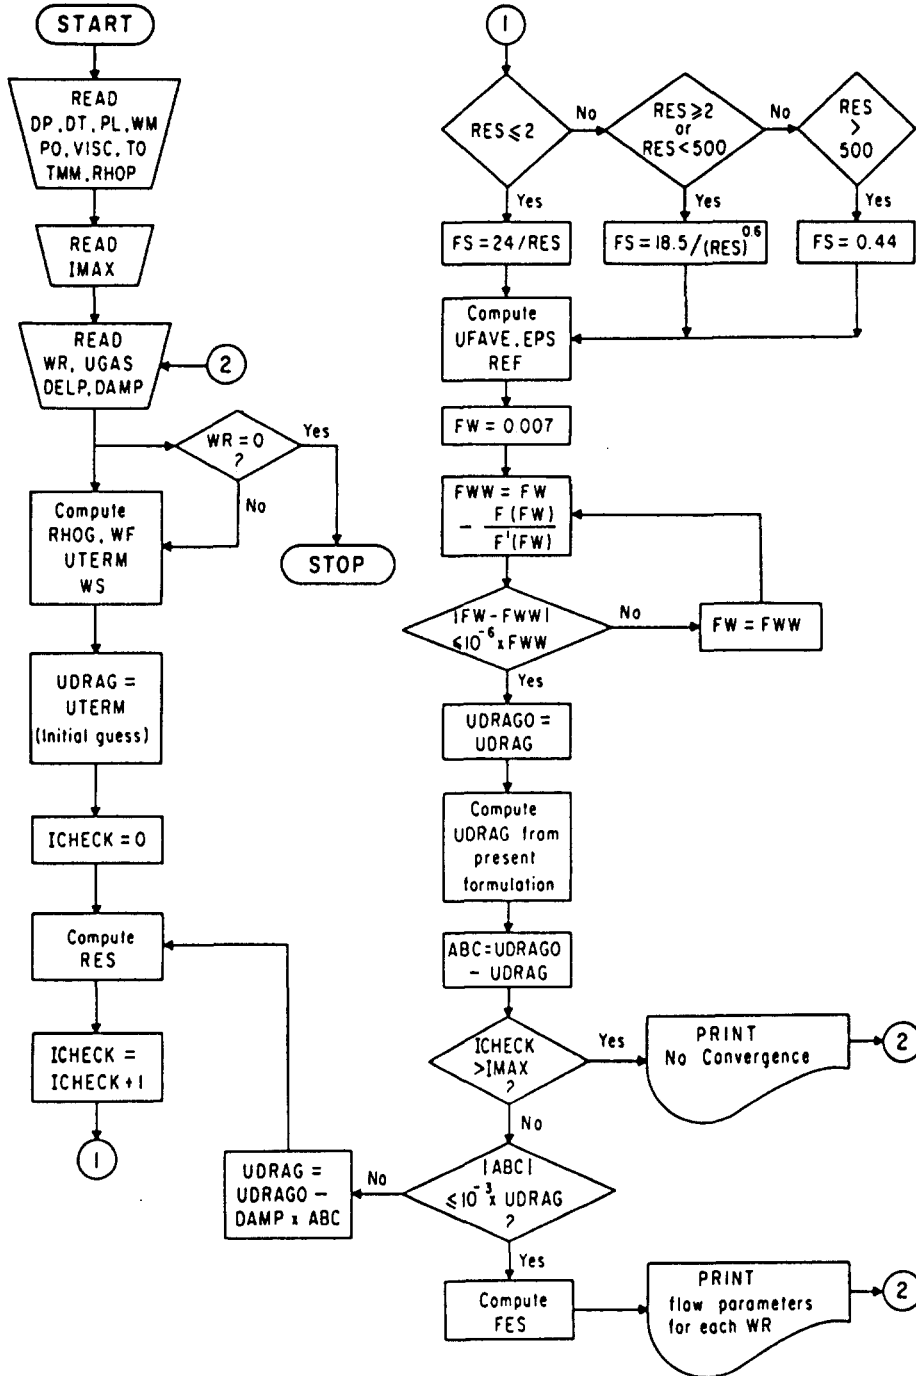 START
READ
DP, DT, PL, WM
PO, VISC, TO
TMM, RHOP
READ
IMAX
READ
WR, UGAS
DELP, DAMP
2
WR = 0
?
Yes
No
STOP
Compute
RHOG, WF
UTERM
WS
UDRAG =
UTERM
(Initial guess)
ICHECK = 0
Compute
RES
ICHECK =
ICHECK + 1
1
1
RES ≤ 2
No
RES ≥ 2
or
RES < 500
No
RES
>
500
Yes
Yes
Yes
FS = 24 / RES
FS = 18.5 / (RES)^0.6
FS = 0.44
Compute
UFAVE, EPS
REF
FW = 0.007
FWW = FW
- F (FW)
F'(FW)
|FW - FWW|
≤ 10^-6 x FWW
No
FW = FWW
Yes
UDRAGO =
UDRAG
Compute
UDRAG from
present
formulation
ABC = UDRAGO
- UDRAG
ICHECK
> IMAX
?
Yes
PRINT
No Convergence
2
No
|ABC|
≤ 10^-3 x UDRAG
?
No
UDRAG =
UDRAGO -
DAMP x ABC
Yes
Compute
FES
PRINT
flow parameters
for each WR
2